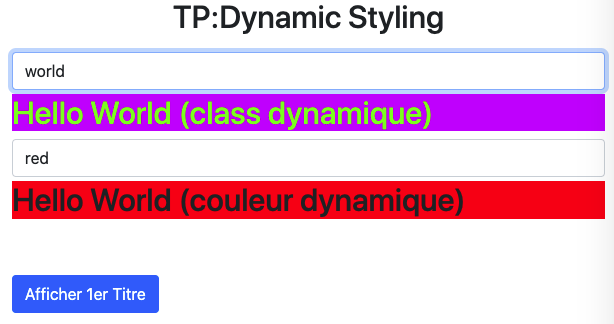 TP:Dynamic Styling
world
Hello World (class dynamique)
red
Hello World (couleur dynamique)
Afficher 1er Titre